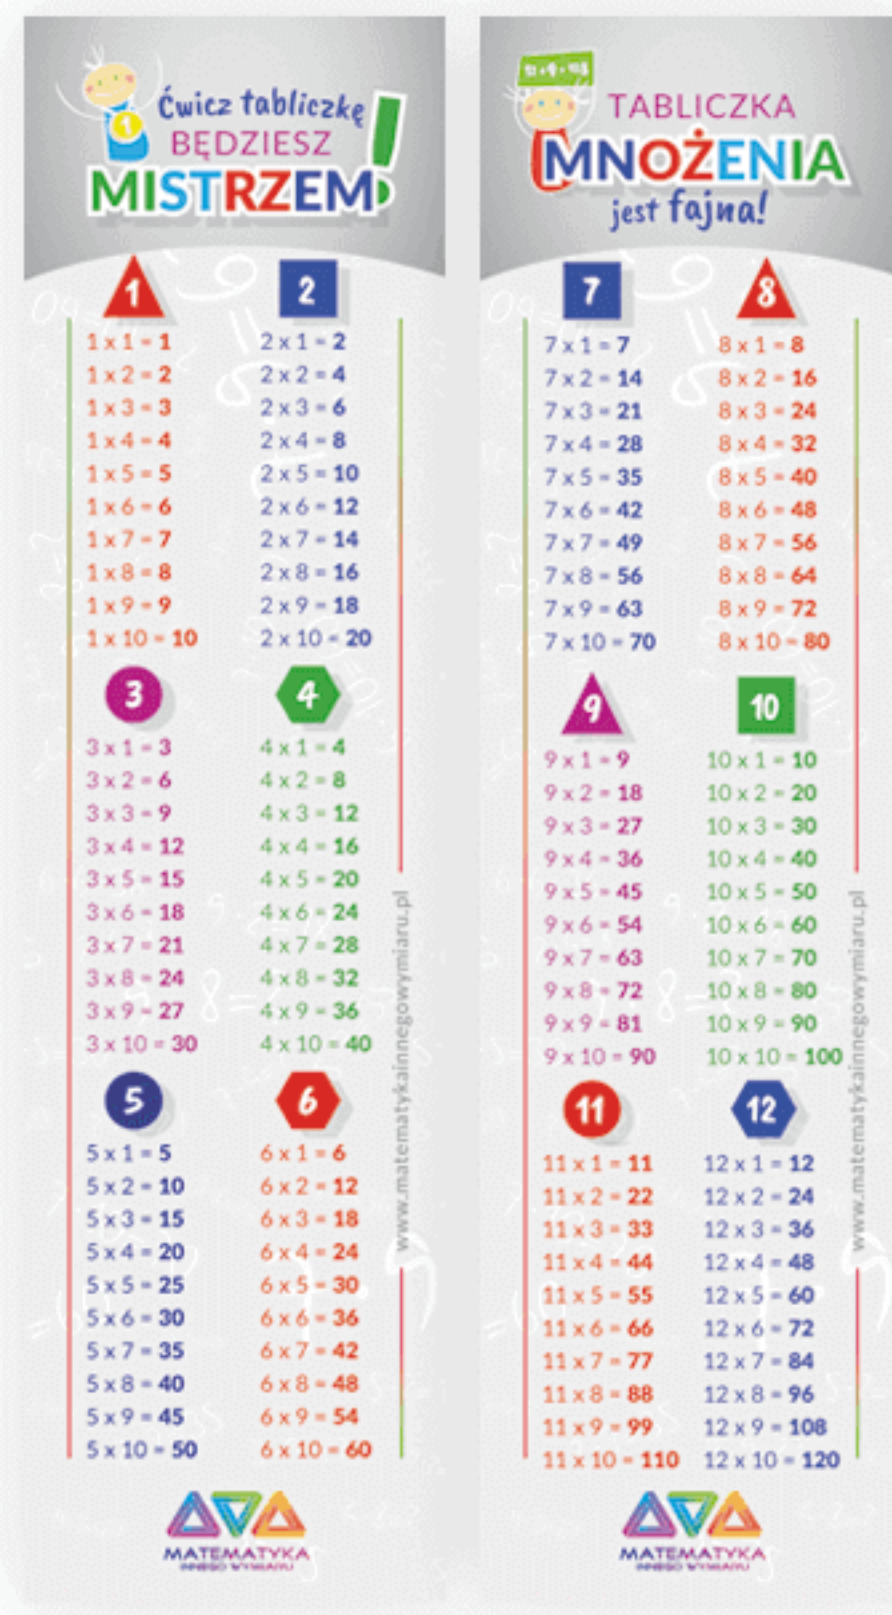 Ćwicz tabliczkę
BĘDZIESZ
MISTRZEM!
1
1
1 x 1 = 1
1 x 2 = 2
1 x 3 = 3
1 x 4 = 4
1 x 5 = 5
1 x 6 = 6
1 x 7 = 7
1 x 8 = 8
1 x 9 = 9
1 x 10 = 10
2
2 x 1 = 2
2 x 2 = 4
2 x 3 = 6
2 x 4 = 8
2 x 5 = 10
2 x 6 = 12
2 x 7 = 14
2 x 8 = 16
2 x 9 = 18
2 x 10 = 20
3
3 x 1 = 3
3 x 2 = 6
3 x 3 = 9
3 x 4 = 12
3 x 5 = 15
3 x 6 = 18
3 x 7 = 21
3 x 8 = 24
3 x 9 = 27
3 x 10 = 30
4
4 x 1 = 4
4 x 2 = 8
4 x 3 = 12
4 x 4 = 16
4 x 5 = 20
4 x 6 = 24
4 x 7 = 28
4 x 8 = 32
4 x 9 = 36
4 x 10 = 40
5
5 x 1 = 5
5 x 2 = 10
5 x 3 = 15
5 x 4 = 20
5 x 5 = 25
5 x 6 = 30
5 x 7 = 35
5 x 8 = 40
5 x 9 = 45
5 x 10 = 50
6
6 x 1 = 6
6 x 2 = 12
6 x 3 = 18
6 x 4 = 24
6 x 5 = 30
6 x 6 = 36
6 x 7 = 42
6 x 8 = 48
6 x 9 = 54
6 x 10 = 60
www.matematykainnegowymiaru.pl
MATEMATYKA
INNEGO WYMIARU
TABLICZKA
MNOŻENIA
jest fajna!
7
7 x 1 = 7
7 x 2 = 14
7 x 3 = 21
7 x 4 = 28
7 x 5 = 35
7 x 6 = 42
7 x 7 = 49
7 x 8 = 56
7 x 9 = 63
7 x 10 = 70
8
8 x 1 = 8
8 x 2 = 16
8 x 3 = 24
8 x 4 = 32
8 x 5 = 40
8 x 6 = 48
8 x 7 = 56
8 x 8 = 64
8 x 9 = 72
8 x 10 = 80
9
9 x 1 = 9
9 x 2 = 18
9 x 3 = 27
9 x 4 = 36
9 x 5 = 45
9 x 6 = 54
9 x 7 = 63
9 x 8 = 72
9 x 9 = 81
9 x 10 = 90
10
10 x 1 = 10
10 x 2 = 20
10 x 3 = 30
10 x 4 = 40
10 x 5 = 50
10 x 6 = 60
10 x 7 = 70
10 x 8 = 80
10 x 9 = 90
10 x 10 = 100
11
11 x 1 = 11
11 x 2 = 22
11 x 3 = 33
11 x 4 = 44
11 x 5 = 55
11 x 6 = 66
11 x 7 = 77
11 x 8 = 88
11 x 9 = 99
11 x 10 = 110
12
12 x 1 = 12
12 x 2 = 24
12 x 3 = 36
12 x 4 = 48
12 x 5 = 60
12 x 6 = 72
12 x 7 = 84
12 x 8 = 96
12 x 9 = 108
12 x 10 = 120
www.matematykainnegowymiaru.pl
MATEMATYKA
INNEGO WYMIARU